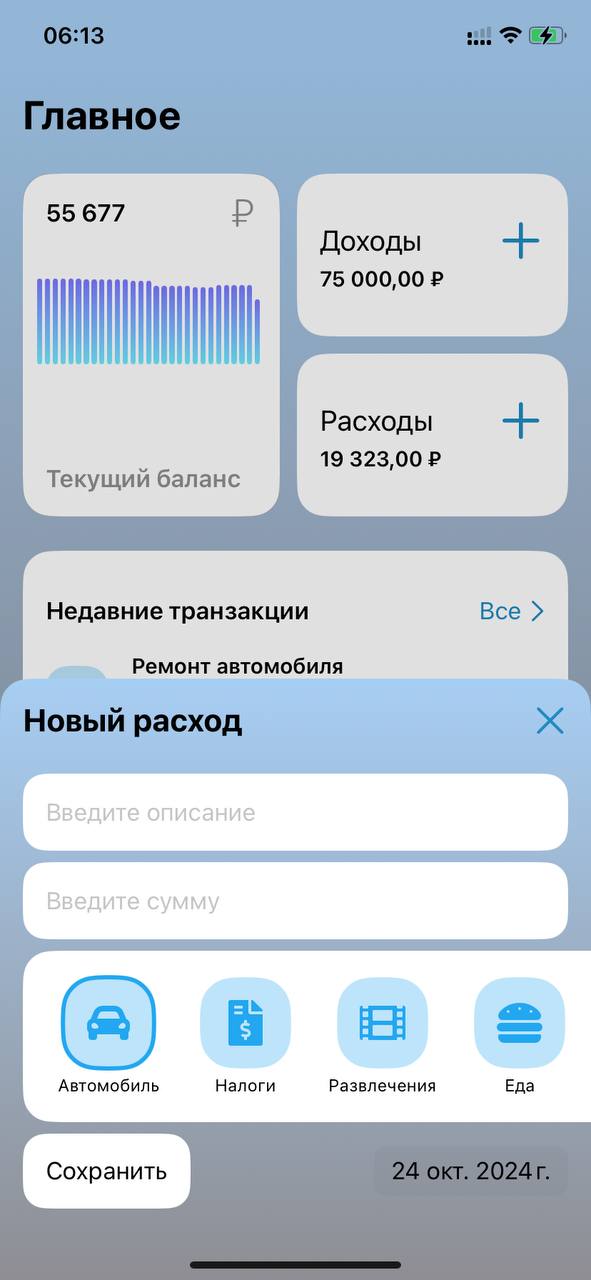 06:13
Главное
55 677 ₽
Текущий баланс
Доходы
75 000,00 ₽
Расходы
19 323,00 ₽
Недавние транзакции
Все
Ремонт автомобиля
Новый расход
Введите описание
Введите сумму
Автомобиль
Налоги
Развлечения
Еда
Сохранить
24 окт. 2024 г.